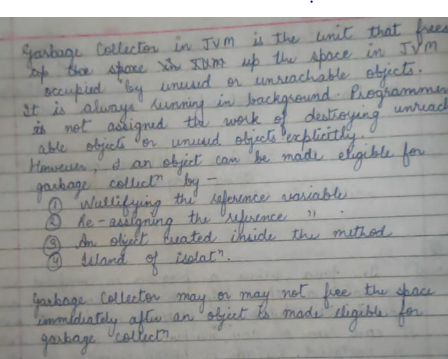 Garbage Collector in JVM is the unit that frees
up the space in JVM up the space in JVM
occupied by unused or unreachable objects.
It is always running in background. Programmer
is not assigned the work of destroying unreach
able objects or unused objects explicitly.
However, an object can be made eligible for
garbage collectn by -
① Nullifying the reference variable
② Re-assigning the reference "
③ An object created inside the method
④ Island of isolatn.
Garbage Collector may or may not free the space
immediately after an object is made eligible for
garbage collectn.